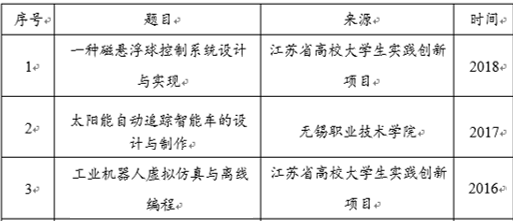 序号 题目 来源 时间
一种磁悬浮球控制系统设计 江苏省高校大学生实践创新
1 2018
与实现 项目
太阳能自动追踪智能车的设
2 无锡职业技术学院 2017
计与制作
工业机器人虚拟仿真与离线 江苏省高校大学生实践创新
3 2016
编程 项目